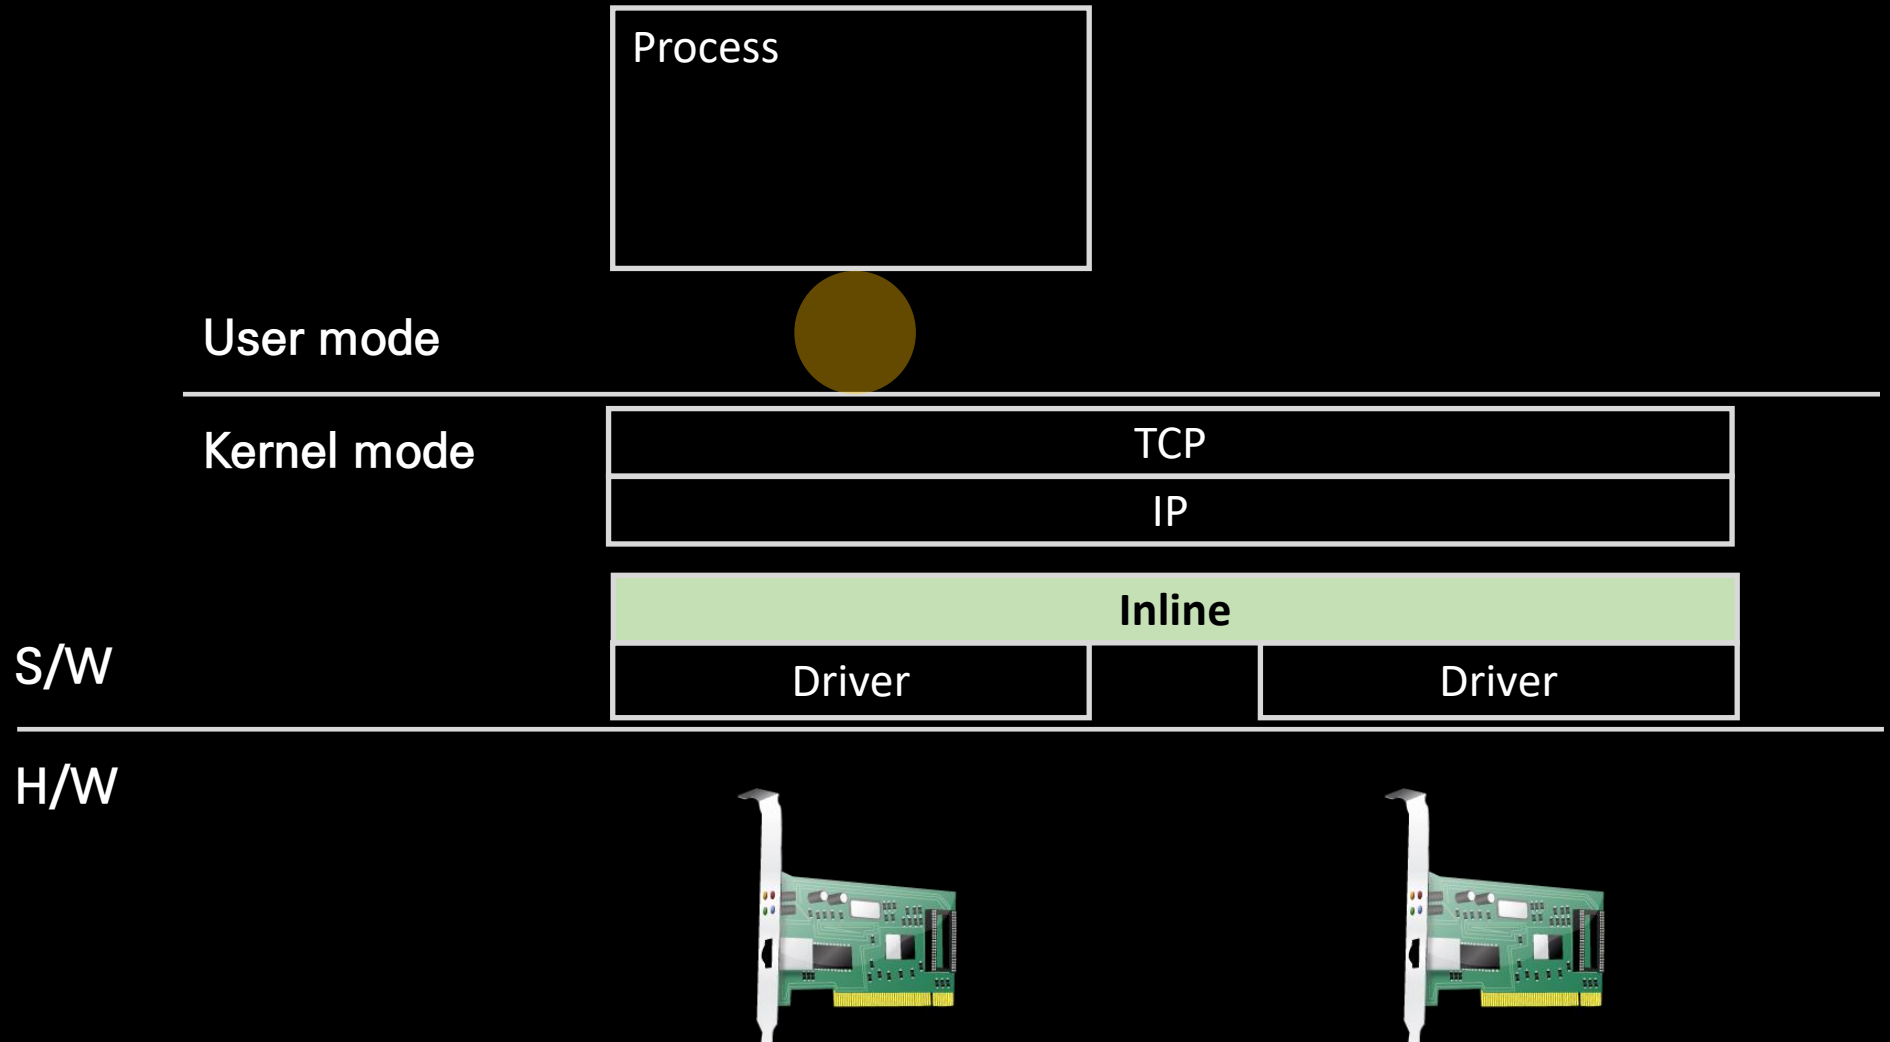 Process
User mode
Kernel mode
TCP
IP
Inline
S/W
Driver
Driver
H/W